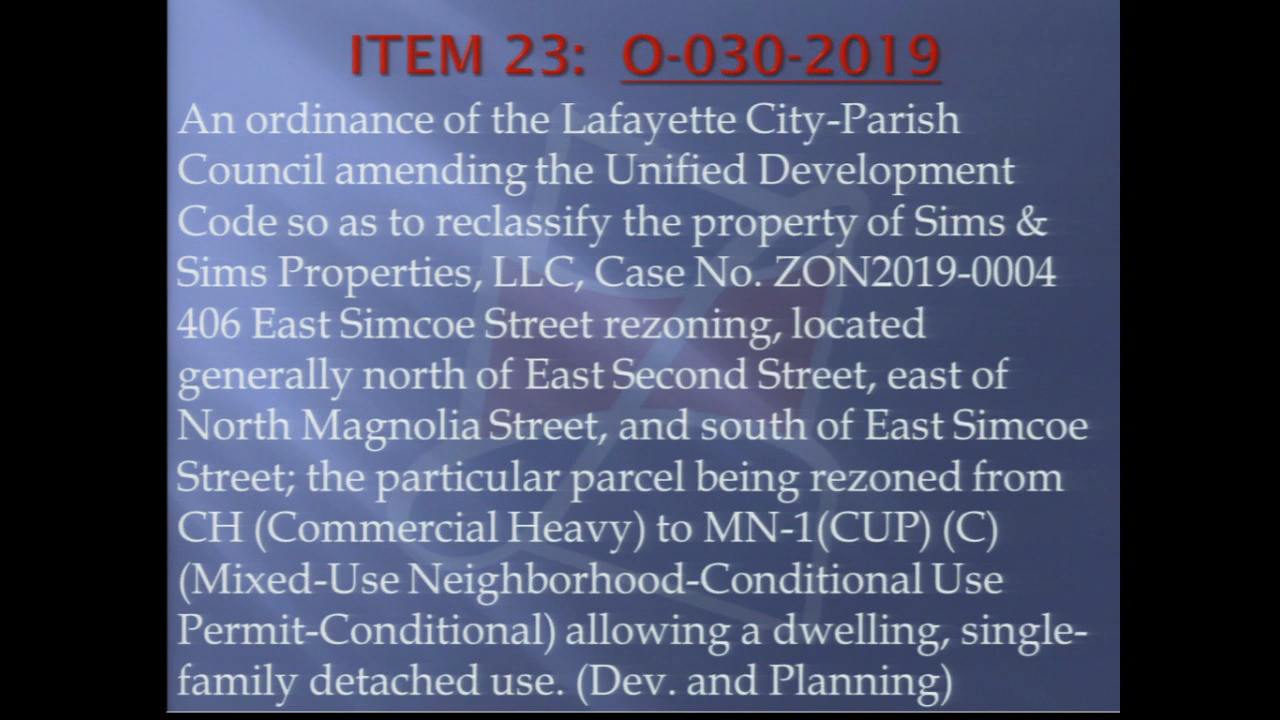 ITEM 23: O-030-2019
An ordinance of the Lafayette City-Parish
Council amending the Unified Development
Code so as to reclassify the property of Sims &
Sims Properties, LLC, Case No. ZON2019-0004
406 East Simcoe Street rezoning, located
generally north of East Second Street, east of
North Magnolia Street, and south of East Simcoe
Street; the particular parcel being rezoned from
CH (Commercial Heavy) to MN-1(CUP) (C)
(Mixed-Use Neighborhood-Conditional Use
Permit-Conditional) allowing a dwelling, single-
family detached use. (Dev. and Planning)